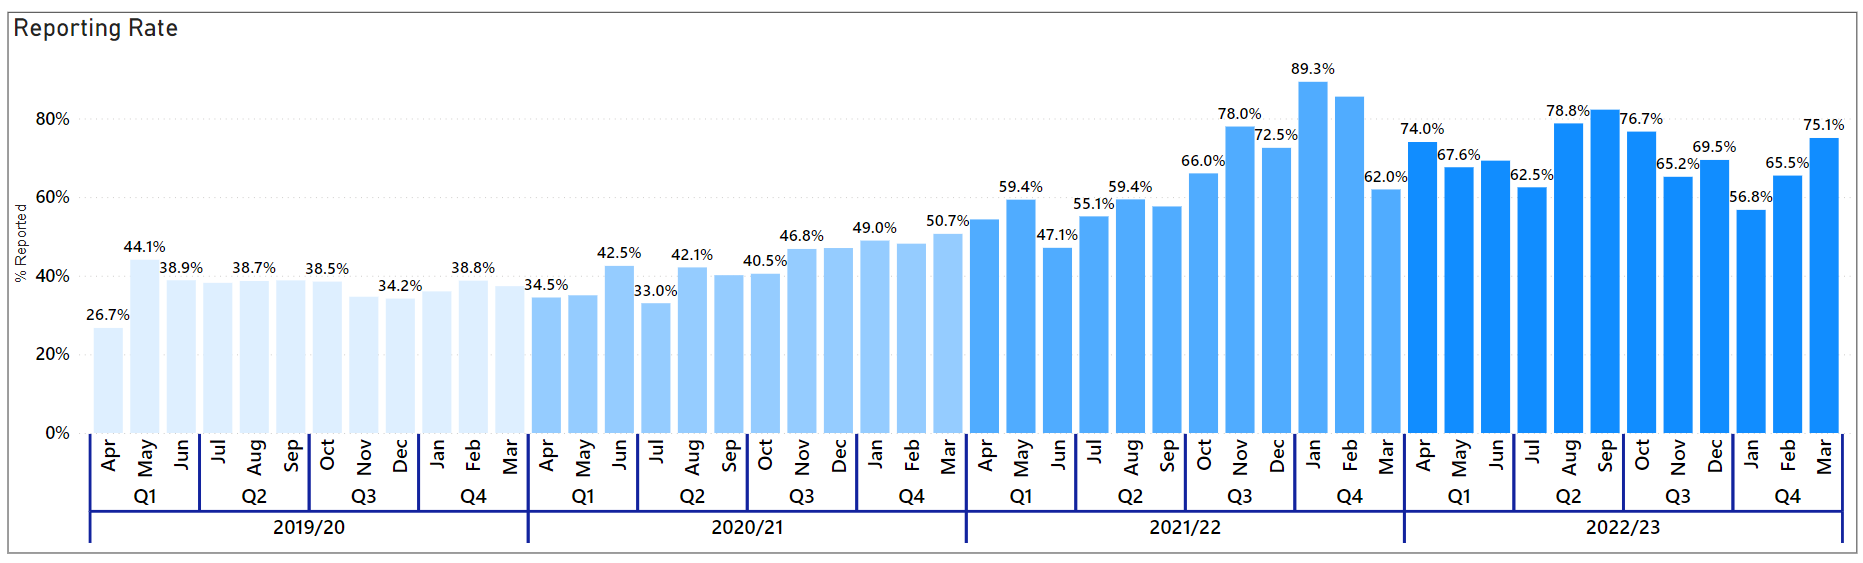 Reporting Rate
% Reported
80%
60%
40%
20%
0%
26.7% 44.1% 38.9% 38.7% 38.5% 34.2% 38.8% 34.5% 42.5% 33.0% 42.1% 40.5% 46.8% 49.0% 50.7% 59.4% 47.1% 55.1% 59.4% 66.0% 78.0% 72.5% 89.3% 62.0% 74.0% 67.6% 62.5% 78.8% 76.7% 65.2% 69.5% 56.8% 65.5% 75.1%
Apr May Jun Jul Aug Sep Oct Nov Dec Jan Feb Mar Apr May Jun Jul Aug Sep Oct Nov Dec Jan Feb Mar Apr May Jun Jul Aug Sep Oct Nov Dec Jan Feb Mar Apr May Jun Jul Aug Sep Oct Nov Dec Jan Feb Mar
Q1 Q2 Q3 Q4 Q1 Q2 Q3 Q4 Q1 Q2 Q3 Q4 Q1 Q2 Q3 Q4
2019/20 2020/21 2021/22 2022/23